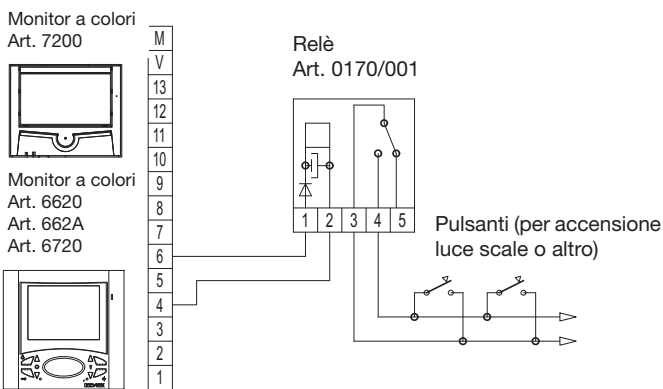 Monitor a colori
Art. 7200
Monitor a colori
Art. 6620
Art. 662A
Art. 6720
M
V
13
12
11
10
9
8
7
6
5
4
3
2
1
Relè
Art. 0170/001
1 2 3 4 5
Pulsanti (per accensione
luce scale o altro)